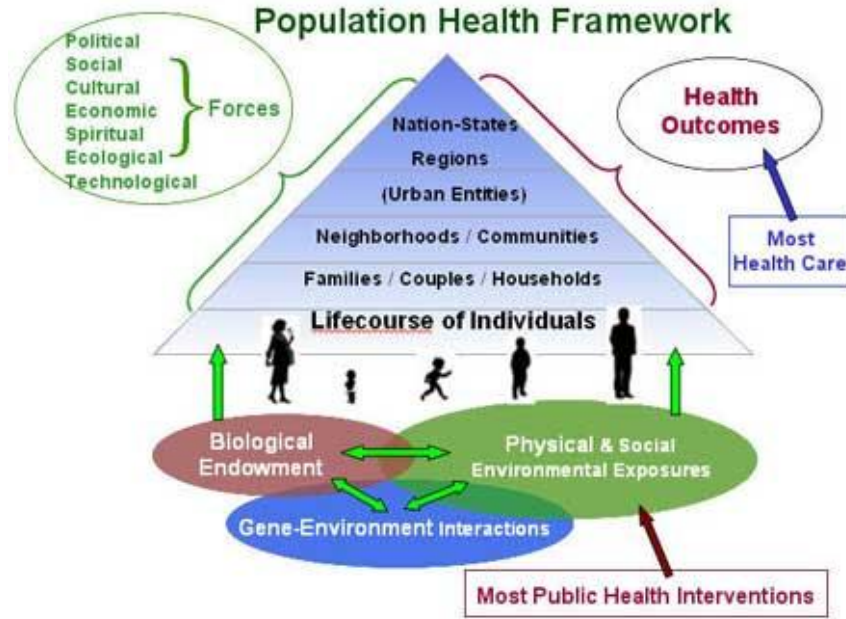 Population Health Framework
Political
Social
Cultural
Economic
Spiritual
Ecological
Technological
Forces
Nation-States
Regions
(Urban Entities)
Neighborhoods / Communities
Families / Couples / Households
Lifecourse of Individuals
Health
Outcomes
Most
Health Care
Biological
Endowment
Physical & Social
Environmental Exposures
Gene-Environment Interactions
Most Public Health Interventions